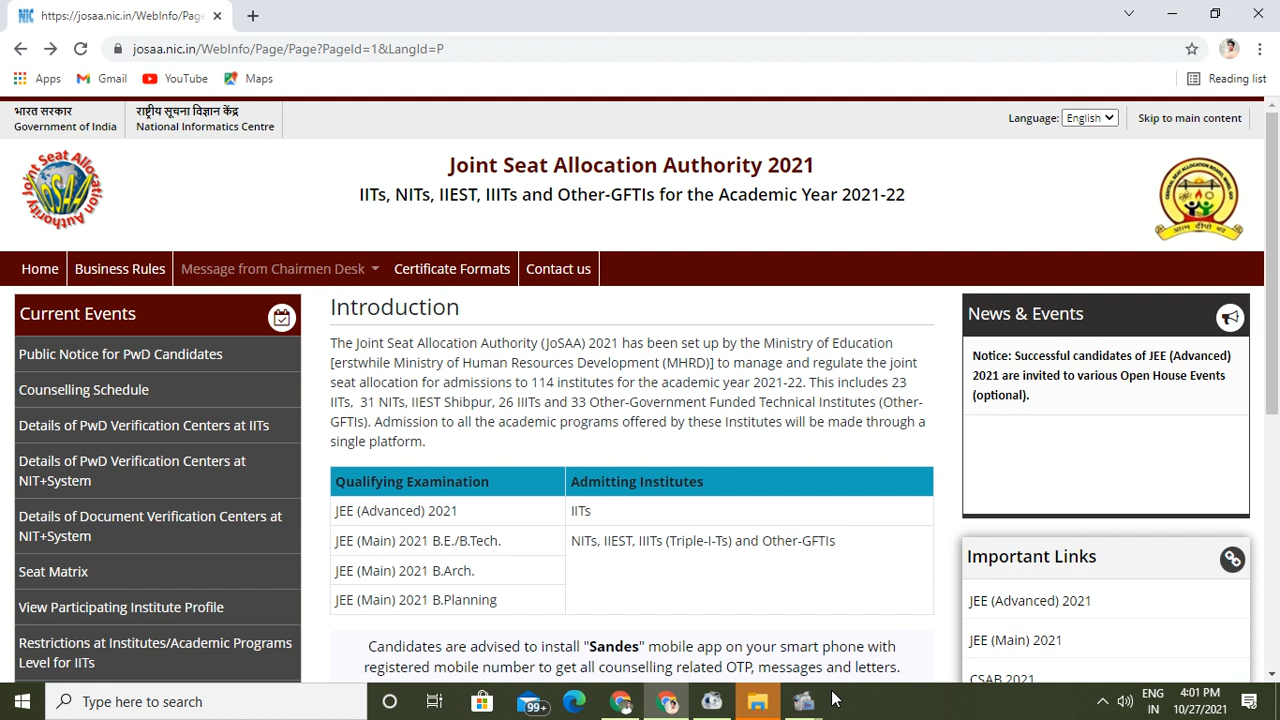 https://josaa.nic.in/WebInfo/Page
josaa.nic.in/WebInfo/Page/Page?PageId=1&LangId=P
Apps Gmail YouTube Maps Reading list
भारत सरकार
Government of India
राष्ट्रीय सूचना विज्ञान केंद्र
National Informatics Centre
Language: English Skip to main content
Joint Seat Allocation Authority
JoSAA
Joint Seat Allocation Authority 2021
IITs, NITs, IIEST, IIITs and Other-GFTIs for the Academic Year 2021-22
Home Business Rules Message from Chairmen Desk Certificate Formats Contact us
Current Events
Public Notice for PwD Candidates
Counselling Schedule
Details of PwD Verification Centers at IITs
Details of PwD Verification Centers at
NIT+System
Details of Document Verification Centers at
NIT+System
Seat Matrix
View Participating Institute Profile
Restrictions at Institutes/Academic Programs
Level for IITs
Introduction
The Joint Seat Allocation Authority (JoSAA) 2021 has been set up by the Ministry of Education
[erstwhile Ministry of Human Resources Development (MHRD)] to manage and regulate the joint
seat allocation for admissions to 114 institutes for the academic year 2021-22. This includes 23
IITs, 31 NITs, IIEST Shibpur, 26 IIITs and 33 Other-Government Funded Technical Institutes (Other-
GFTIs). Admission to all the academic programs offered by these Institutes will be made through a
single platform.
Qualifying Examination Admitting Institutes
JEE (Advanced) 2021 IITs
JEE (Main) 2021 B.E./B.Tech. NITs, IIEST, IIITs (Triple-I-Ts) and Other-GFTIs
JEE (Main) 2021 B.Arch.
JEE (Main) 2021 B.Planning
Candidates are advised to install "Sandes" mobile app on your smart phone with
registered mobile number to get all counselling related OTP, messages and letters.
News & Events
Notice: Successful candidates of JEE (Advanced)
2021 are invited to various Open House Events
(optional).
Important Links
JEE (Advanced) 2021
JEE (Main) 2021
CSAB 2021
Type here to search
99+
ENG
IN
4:01 PM
10/27/2021